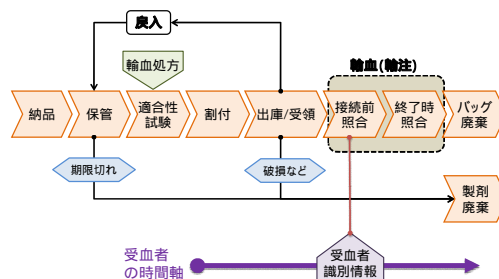 戻入
輸血処方
輸血(輸注)
納品
保管
適合性
試験
割付
出庫/受領
接続前
照合
終了時
照合
バッグ
廃棄
期限切れ
破損など
製剤
廃棄
受血者
の時間軸
受血者
識別情報